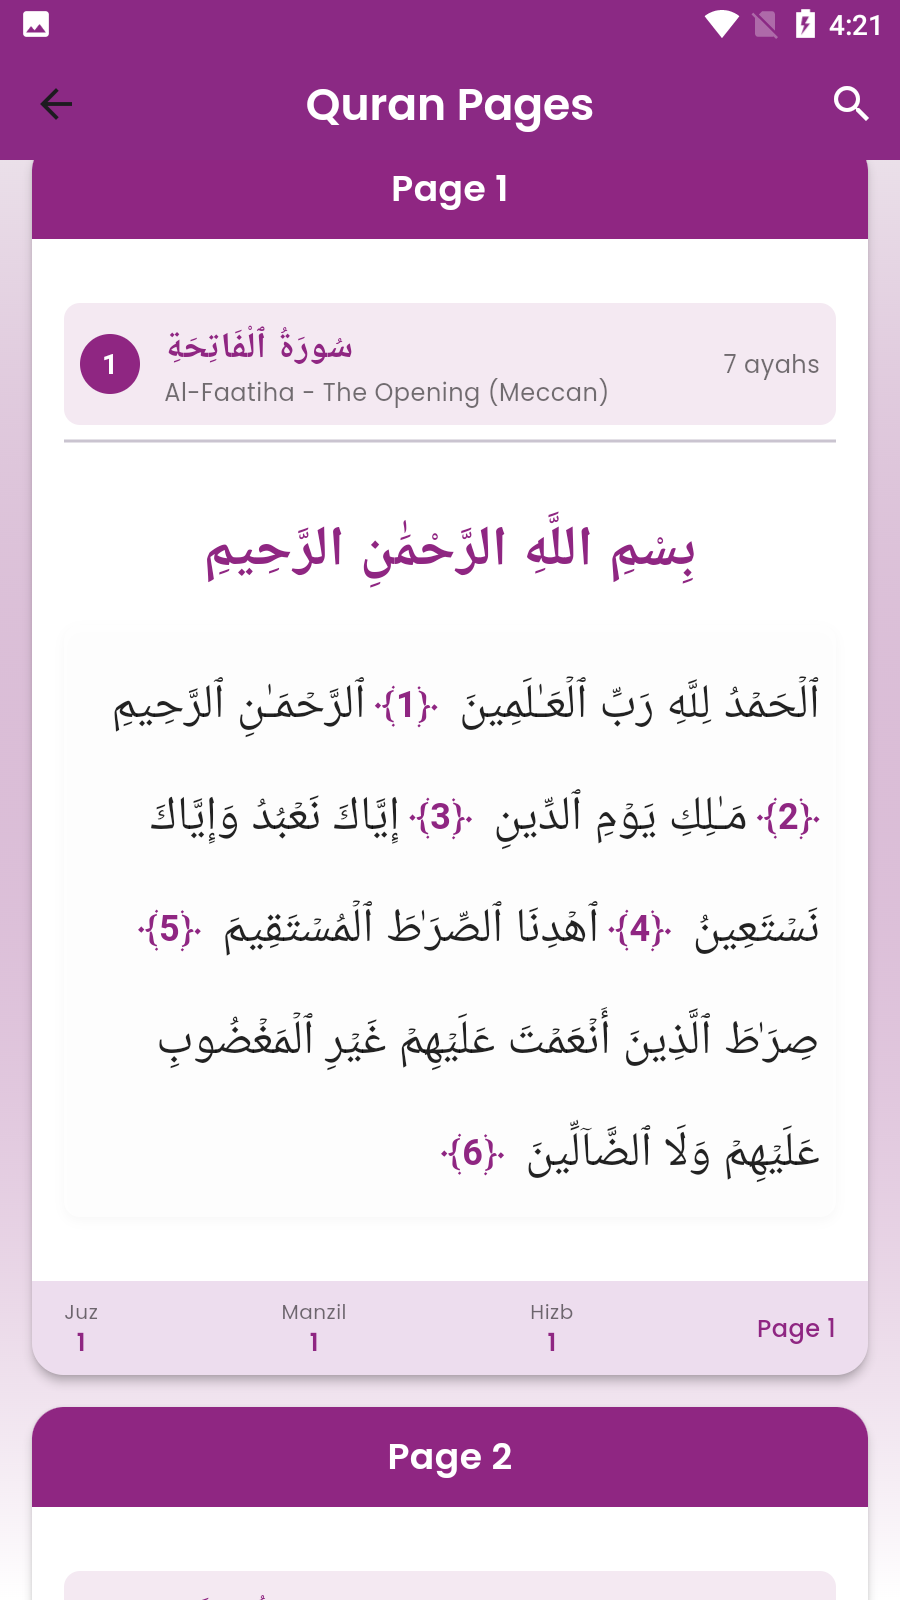 4:21
Quran Pages
Page 1
1
سُورَةُ ٱلْفَاتِحَةِ
Al-Faatiha - The Opening (Meccan)
7 ayahs
بِسْمِ اللَّهِ الرَّحْمَٰنِ الرَّحِيمِ
ٱلْحَمْدُ لِلَّهِ رَبِّ ٱلْعَـٰلَمِينَ ﴿1﴾ ٱلرَّحْمَـٰنِ ٱلرَّحِيمِ
﴿2﴾ مَـٰلِكِ يَوْمِ ٱلدِّينِ ﴿3﴾ إِيَّاكَ نَعْبُدُ وَإِيَّاكَ
نَسْتَعِينُ ﴿4﴾ ٱهْدِنَا ٱلصِّرَٰطَ ٱلْمُسْتَقِيمَ ﴿5﴾
صِرَٰطَ ٱلَّذِينَ أَنْعَمْتَ عَلَيْهِمْ غَيْرِ ٱلْمَغْضُوبِ
عَلَيْهِمْ وَلَا ٱلضَّآلِّينَ ﴿6﴾
Juz Manzil Hizb
1 1 1
Page 1
Page 2